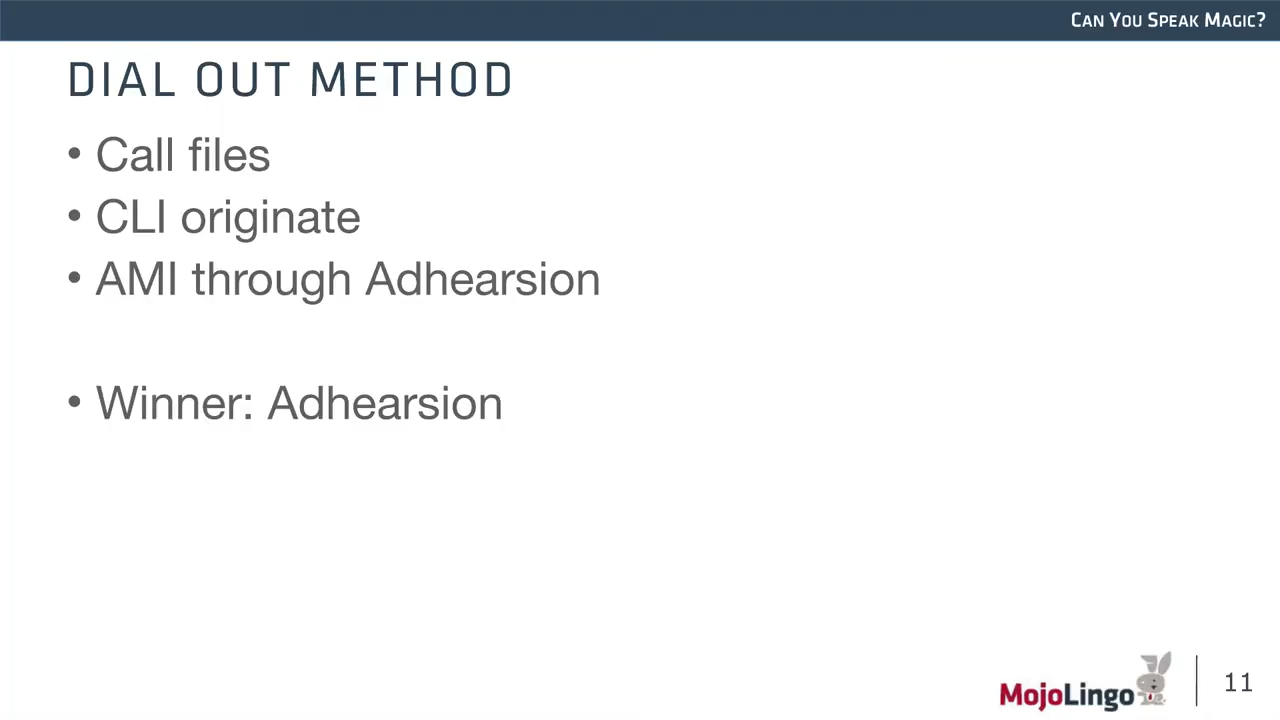 Can You Speak Magic?
DIAL OUT METHOD
• Call files
• CLI originate
• AMI through Adhearsion
• Winner: Adhearsion
MojoLingo
11